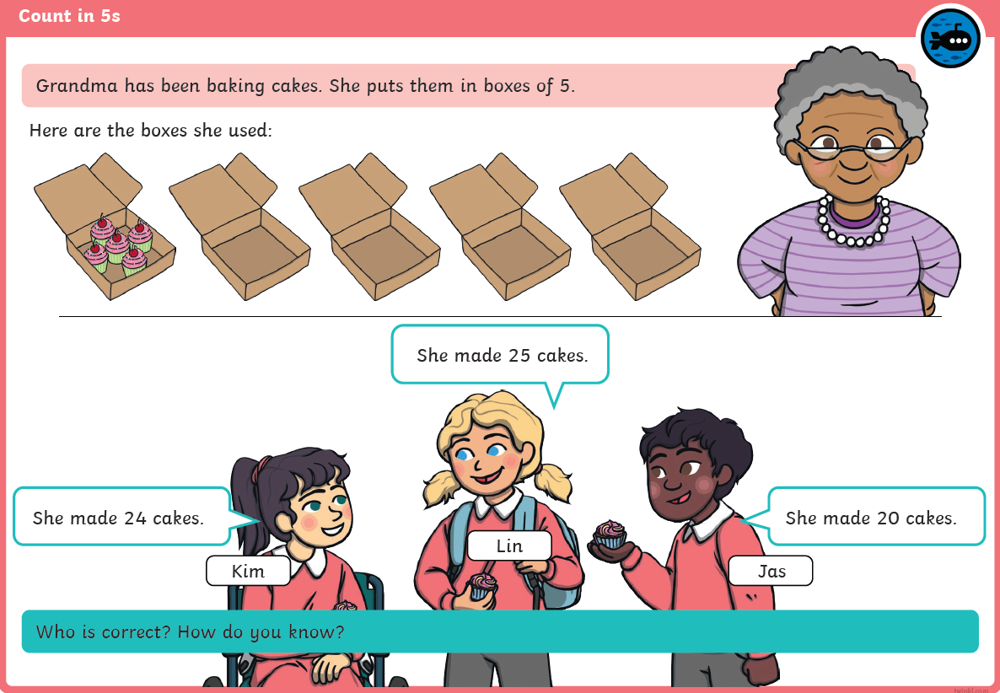 Count in 5s
Grandma has been baking cakes. She puts them in boxes of 5.
Here are the boxes she used:
She made 25 cakes.
She made 24 cakes.
She made 20 cakes.
Lin
Kim
Jas
Who is correct? How do you know?
twinkl.com